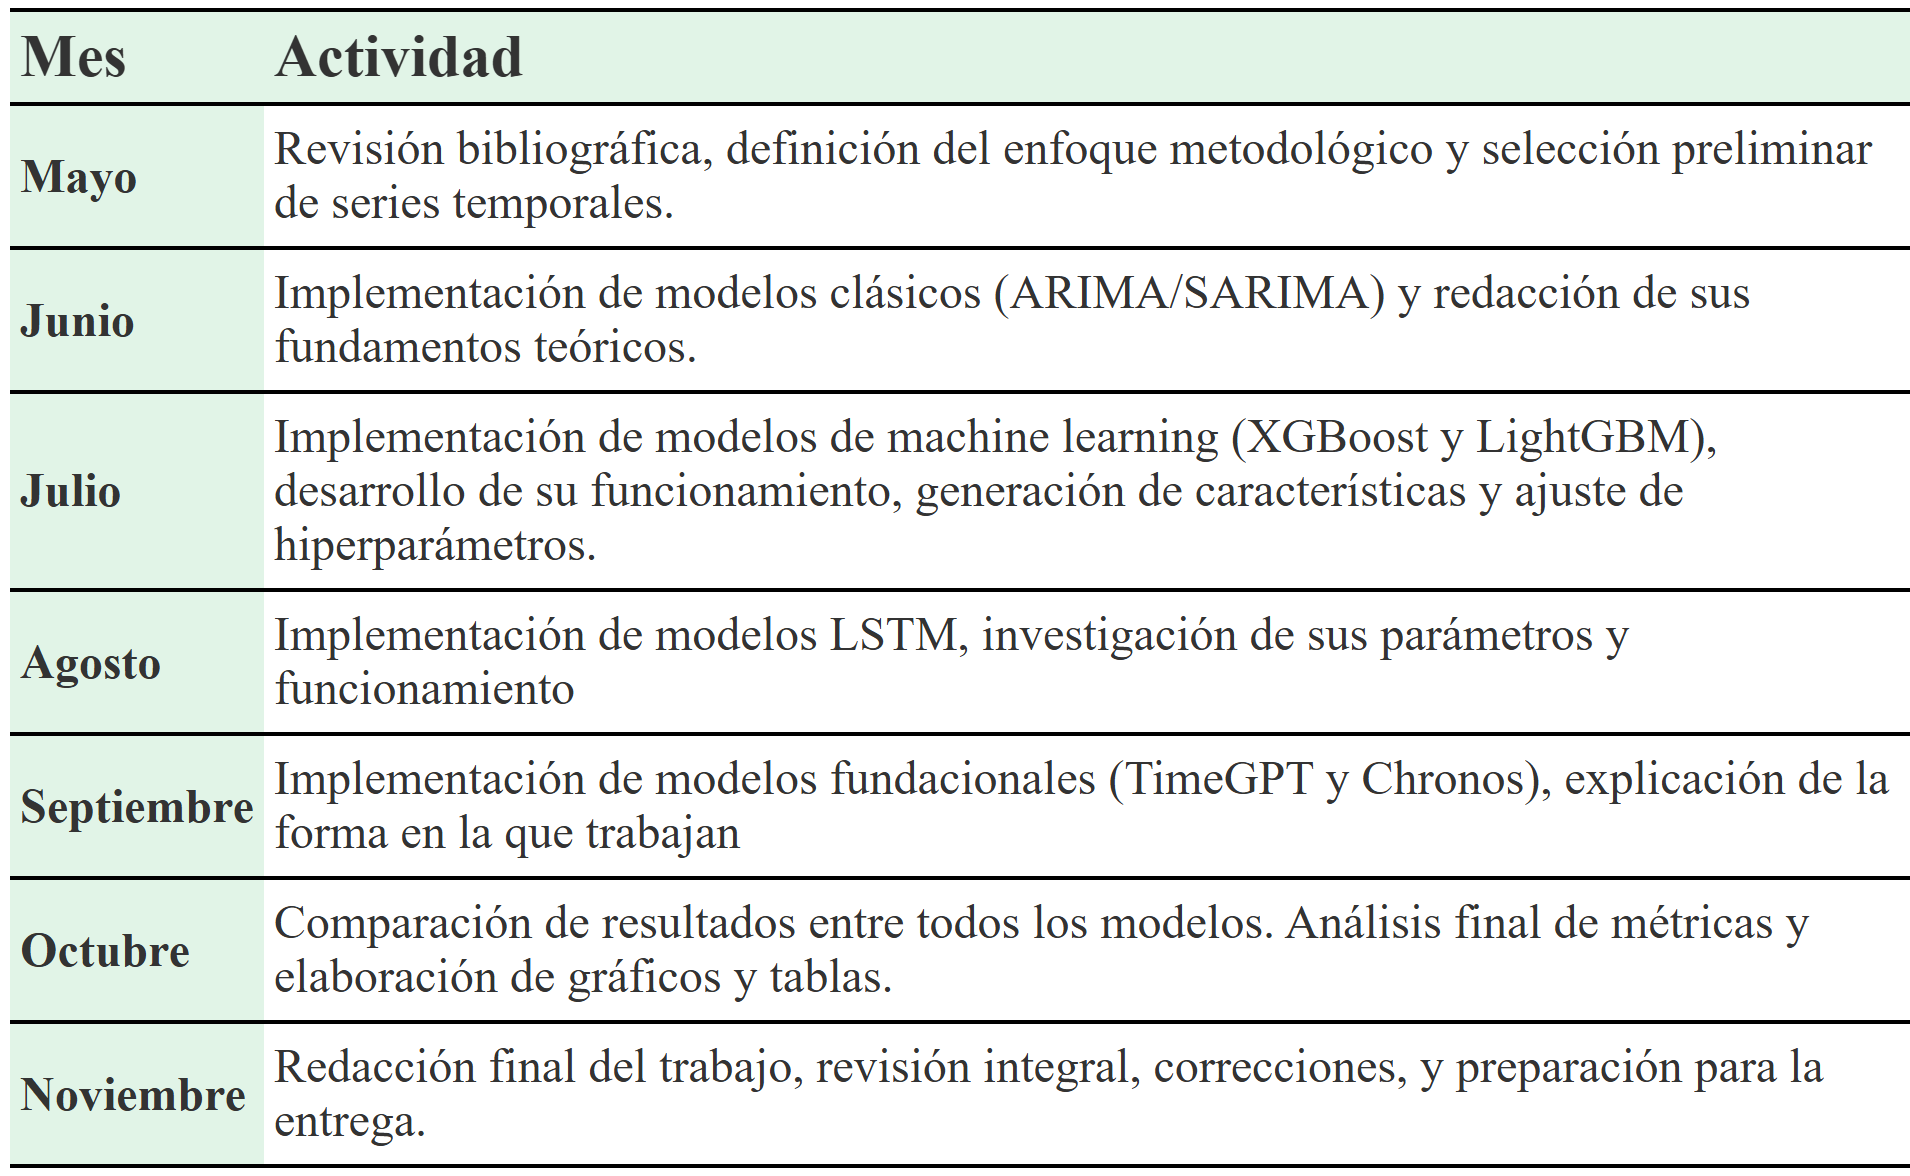 Mes Actividad
Mayo
Revisión bibliográfica, definición del enfoque metodológico y selección preliminar
de series temporales.
Junio
Implementación de modelos clásicos (ARIMA/SARIMA) y redacción de sus
fundamentos teóricos.
Julio
Implementación de modelos de machine learning (XGBoost y LightGBM),
desarrollo de su funcionamiento, generación de características y ajuste de
hiperparámetros.
Agosto
Implementación de modelos LSTM, investigación de sus parámetros y
funcionamiento
Septiembre
Implementación de modelos fundacionales (TimeGPT y Chronos), explicación de la
forma en la que trabajan
Octubre
Comparación de resultados entre todos los modelos. Análisis final de métricas y
elaboración de gráficos y tablas.
Noviembre
Redacción final del trabajo, revisión integral, correcciones, y preparación para la
entrega.